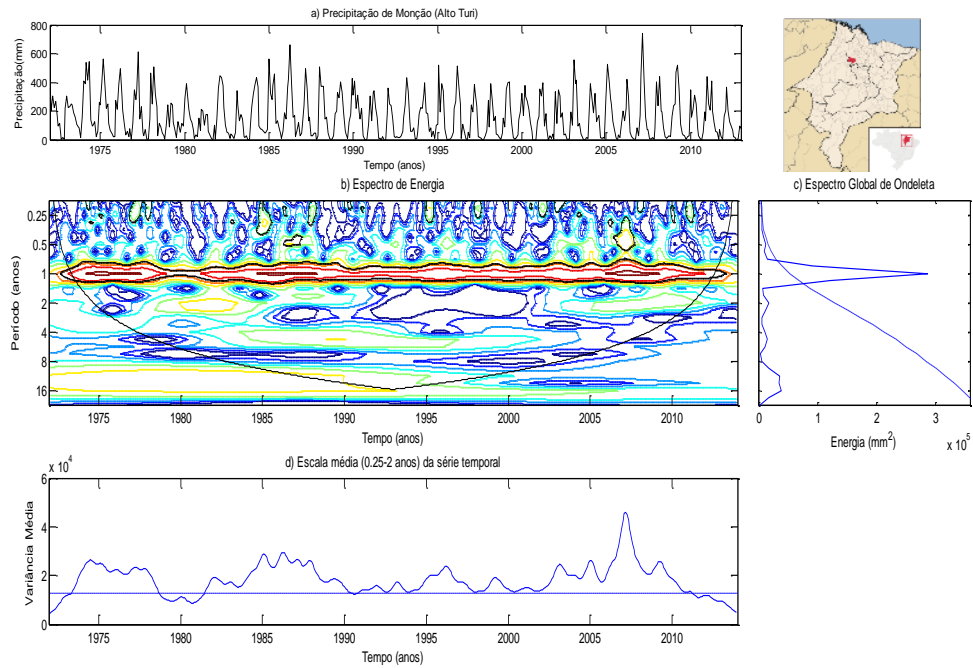 a) Precipitação de Monção (Alto Turi)
Precipitação(mm)
800
600
400
200
0
1975 1980 1985 1990 1995 2000 2005 2010
Tempo (anos)
b) Espectro de Energia
Período (anos)
0.25
0.5
1
2
4
8
16
1975 1980 1985 1990 1995 2000 2005 2010
Tempo (anos)
c) Espectro Global de Ondeleta
0 1 2 3
Energia (mm²)
x 10⁵
d) Escala média (0.25-2 anos) da série temporal
x 10⁴
Variância Média
6
4
2
0
1975 1980 1985 1990 1995 2000 2005 2010
Tempo (anos)